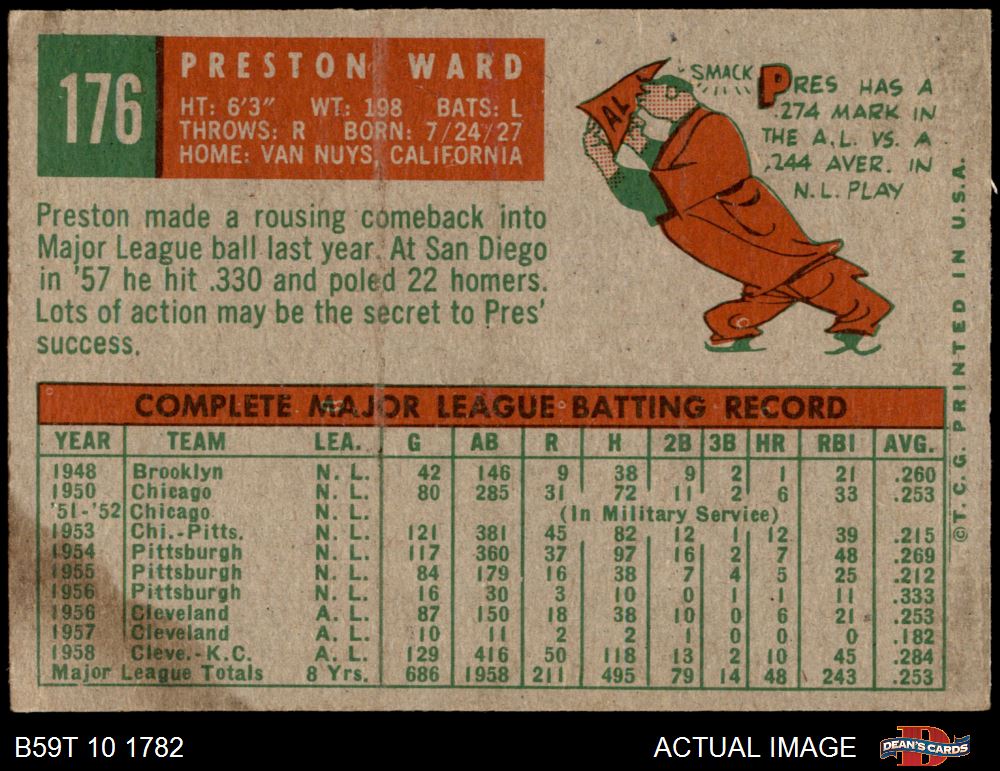 176
PRESTON WARD
HT: 6'3" WT: 198 BATS: L
THROWS: R BORN: 7/24/27
HOME: VAN NUYS, CALIFORNIA
SMACK
AL
PRES HAS A
.274 MARK IN
THE A.L. VS. A
.244 AVER. IN
N.L. PLAY
Preston made a rousing comeback into
Major League ball last year. At San Diego
in '57 he hit .330 and poled 22 homers.
Lots of action may be the secret to Pres'
success.
COMPLETE MAJOR LEAGUE BATTING RECORD
YEAR TEAM LEA. G AB R H 2B 3B HR RBI AVG.
1948 Brooklyn N. L. 42 146 9 38 9 2 1 21 .260
1950 Chicago N. L. 80 285 31 72 11 2 6 33 .253
'51-'52 Chicago N. L. (In Military Service)
1953 Chi.-Pitts. N. L. 121 381 45 82 12 1 12 39 .215
1954 Pittsburgh N. L. 117 360 37 97 16 2 7 48 .269
1955 Pittsburgh N. L. 84 179 16 38 7 4 5 25 .212
1956 Pittsburgh N. L. 16 30 3 10 0 1 1 11 .333
1956 Cleveland A. L. 87 150 18 38 10 0 6 21 .253
1957 Cleveland A. L. 10 11 2 2 1 0 0 0 .182
1958 Cleve.-K.C. A. L. 129 416 50 118 13 2 10 45 .284
Major League Totals 8 Yrs. 686 1958 211 495 79 14 48 243 .253
©T.C.G. PRINTED IN U.S.A.
B59T 10 1782
ACTUAL IMAGE
DEAN'S CARDS